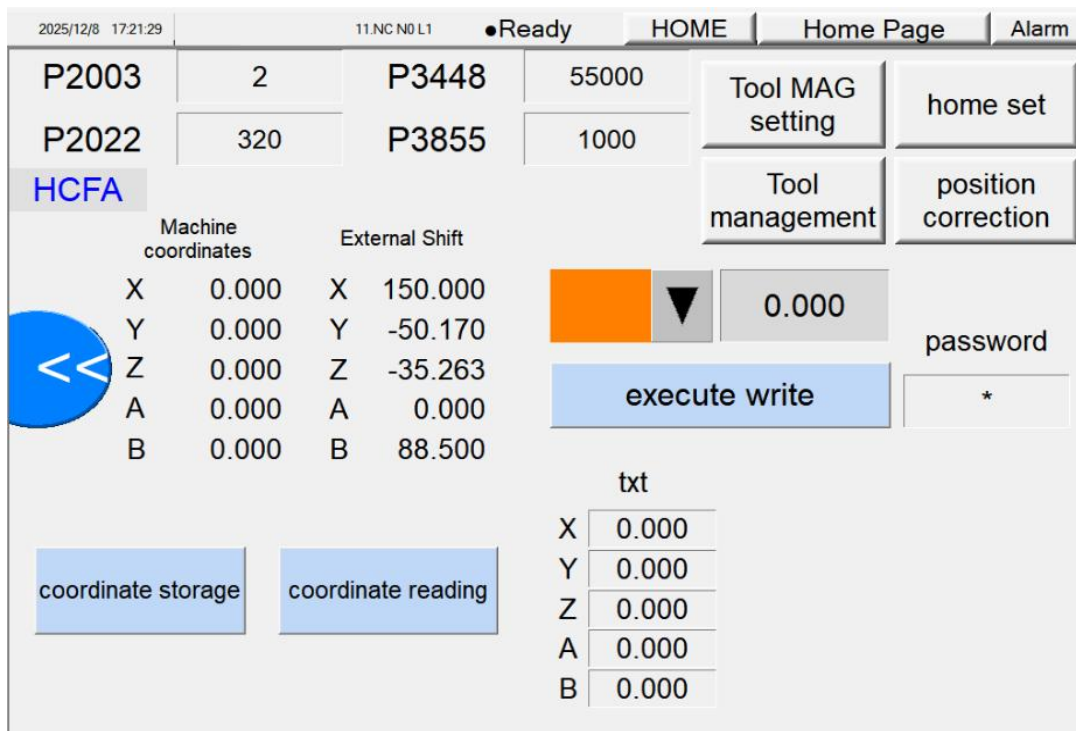 2025/12/8 17:21:29 11.NC N0 L1 ●Ready HOME Home Page Alarm
P2003 2 P3448 55000
P2022 320 P3855 1000
Tool MAG
setting
home set
Tool
management
position
correction
HCFA
Machine
coordinates
External Shift
X 0.000 X 150.000
Y 0.000 Y -50.170
Z 0.000 Z -35.263
A 0.000 A 0.000
B 0.000 B 88.500
<<
▼ 0.000
execute write
password
*
txt
X 0.000
Y 0.000
Z 0.000
A 0.000
B 0.000
coordinate storage coordinate reading